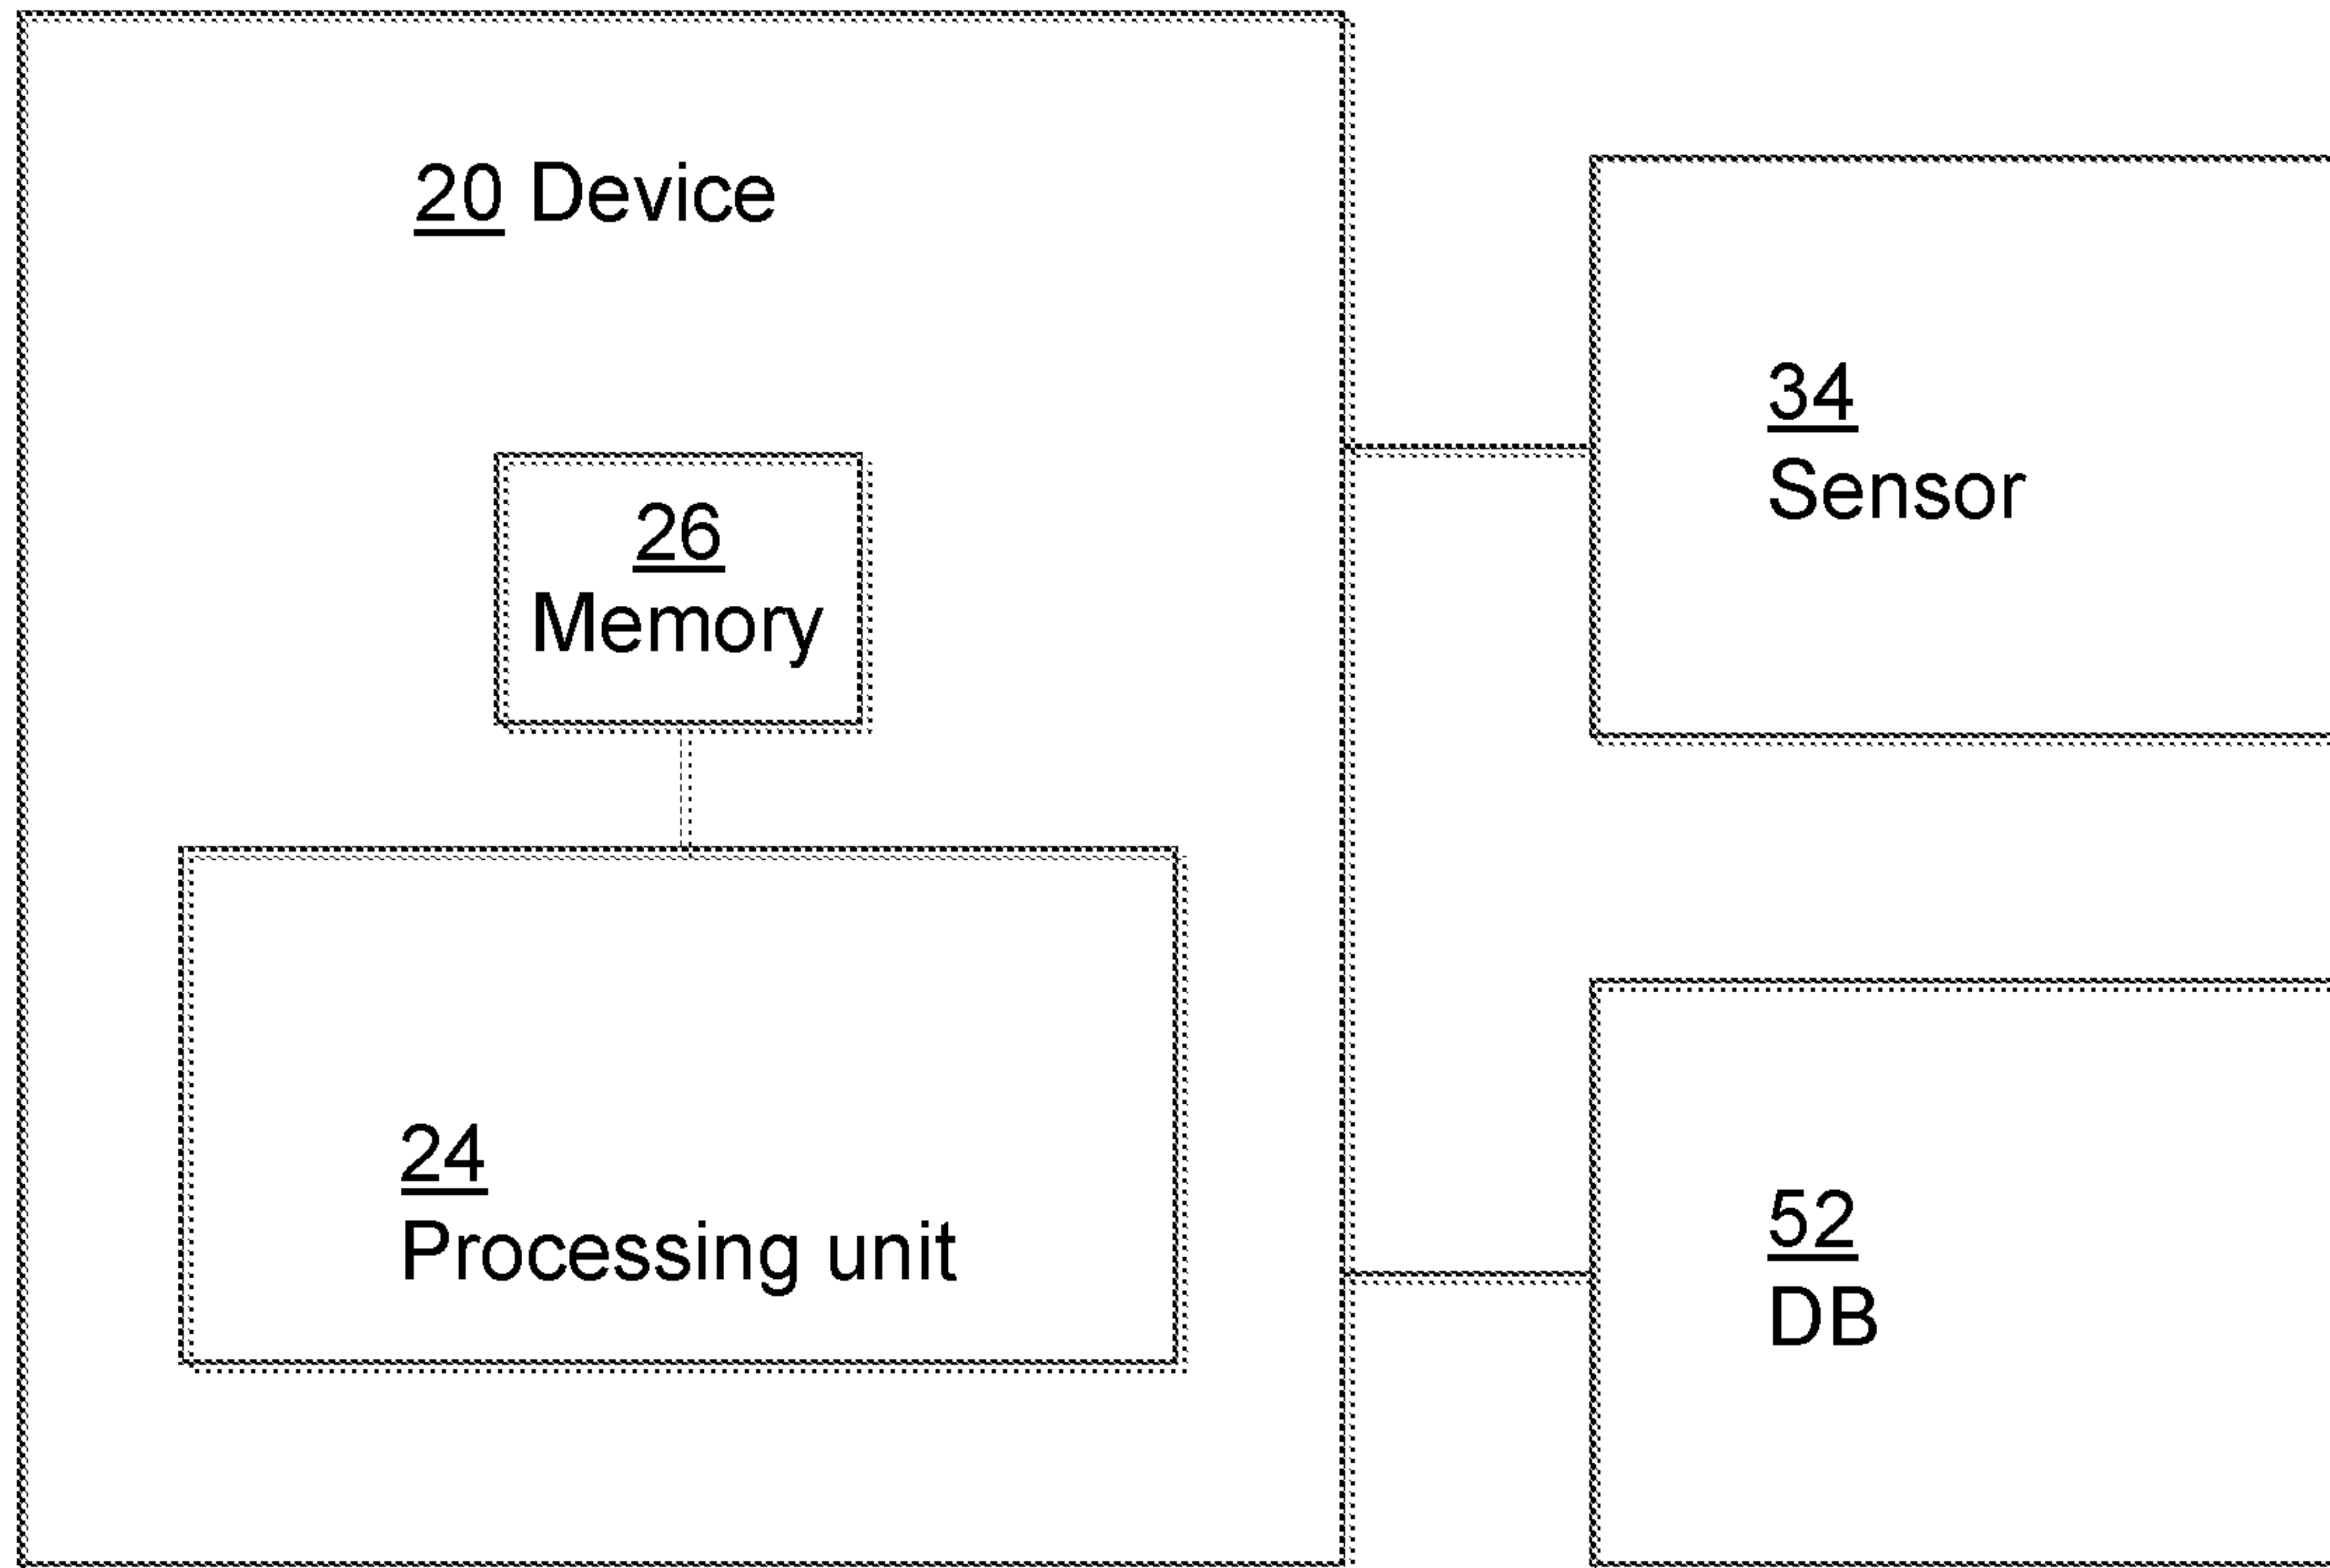 20 Device
26
Memory
24
Processing unit
34
Sensor
52
DB